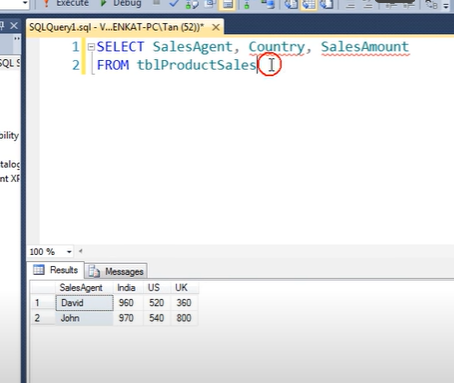 Execute Debug
SQLQuery1.sql - V...ENKAT-PC\Tan (52))* ×
SQL S
1 SELECT SalesAgent, Country, SalesAmount
2 FROM tblProductSales
bility
talog
nt XE
100 %
Results Messages
SalesAgent India US UK
1 David 960 520 360
2 John 970 540 800